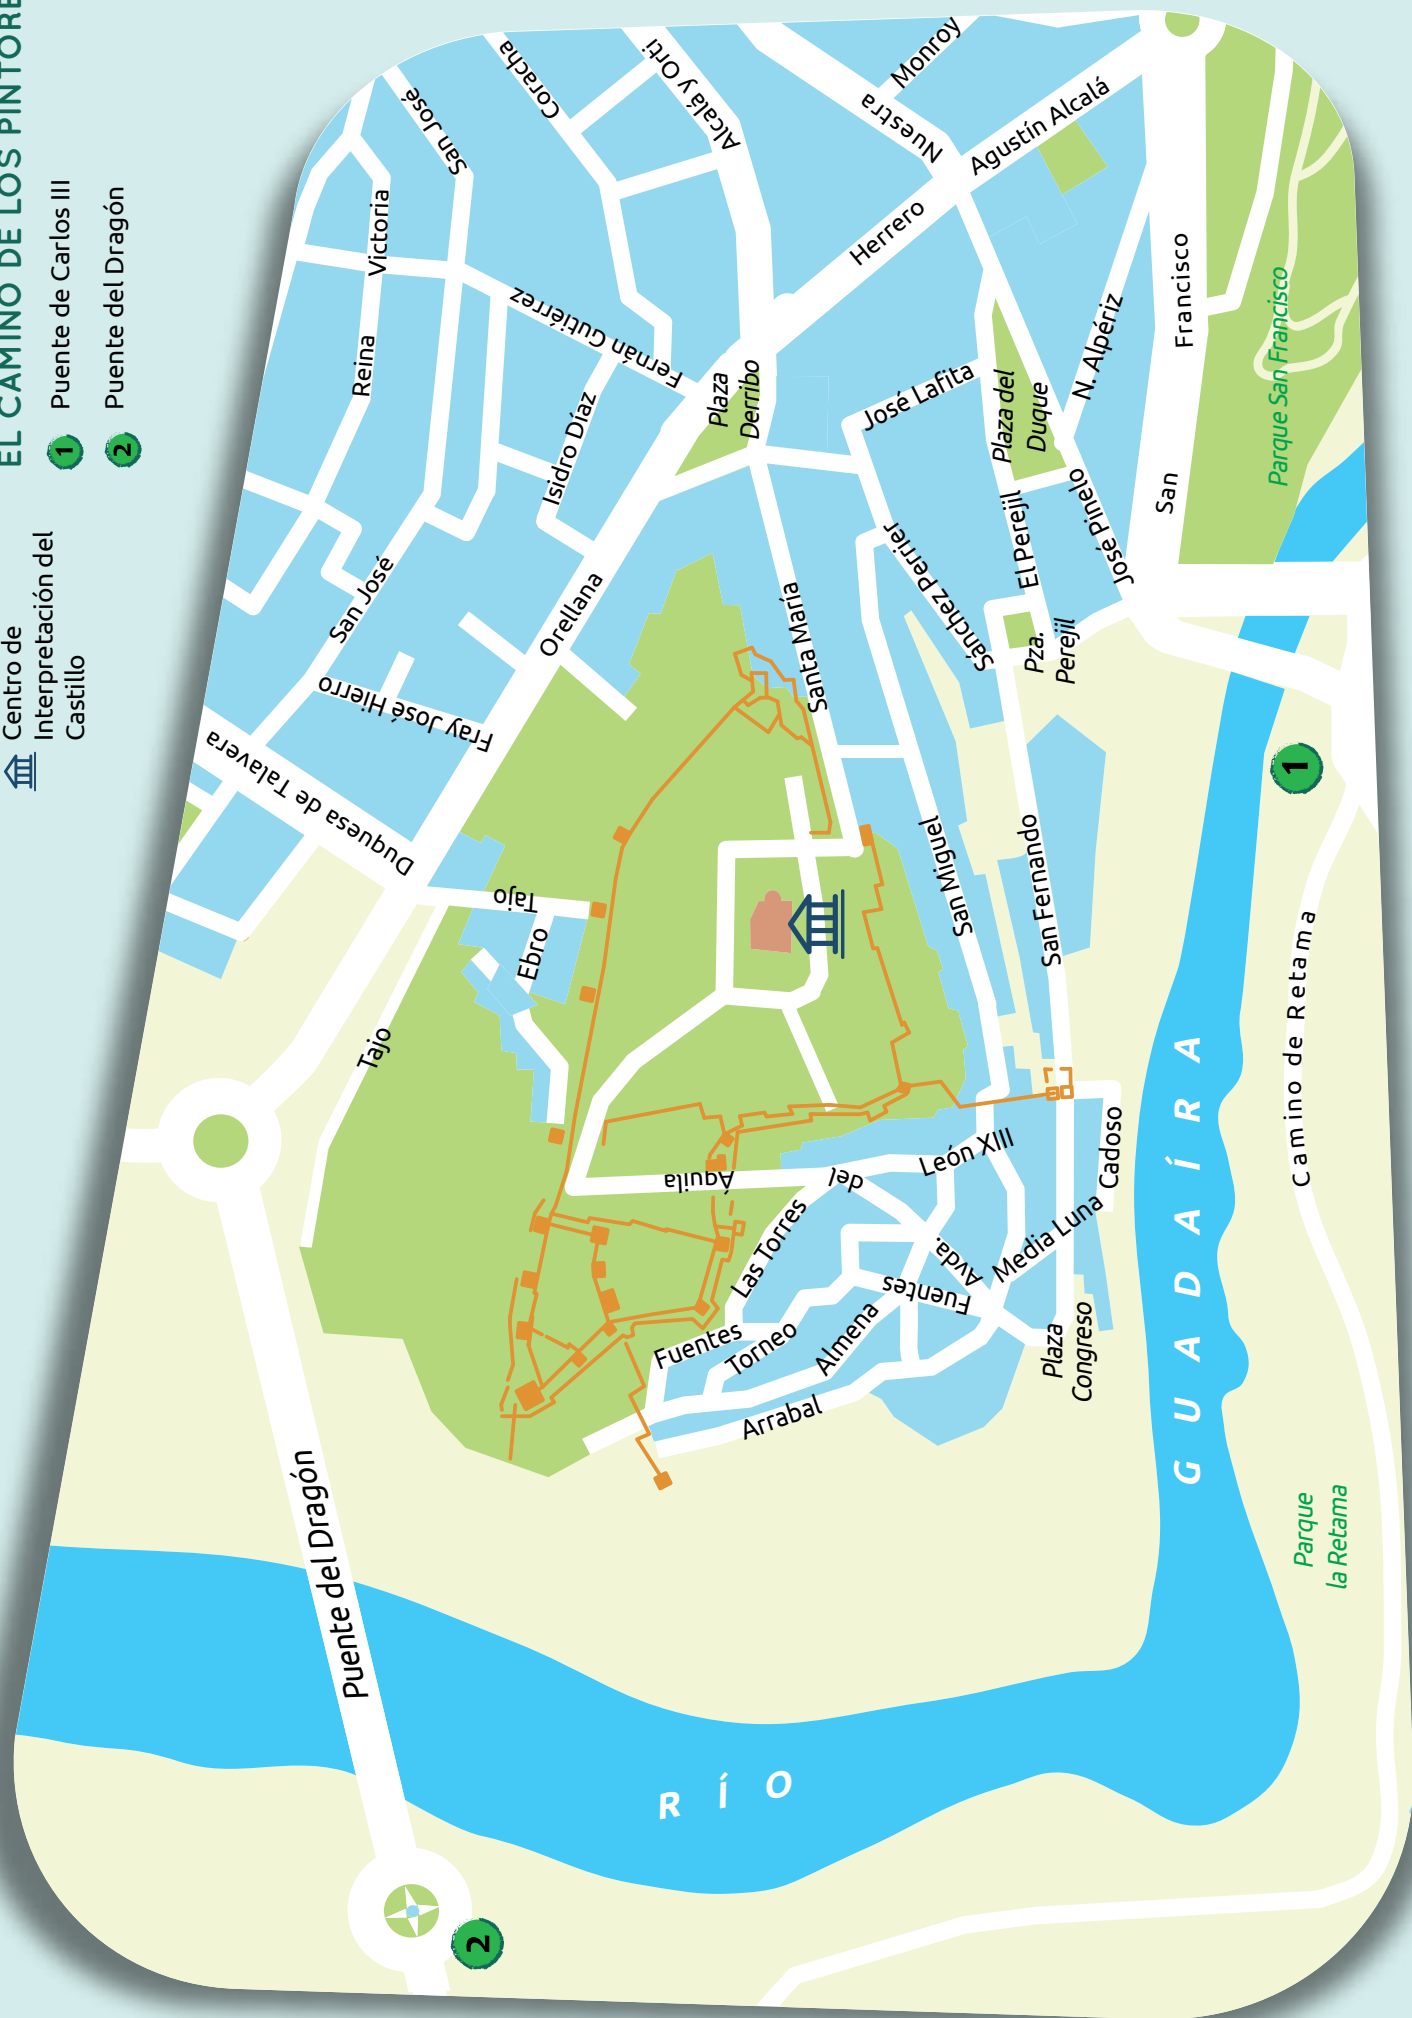 EL CAMINO DE LOS PINTORE
1 Puente de Carlos III
2 Puente del Dragón
Centro de
Interpretación del
Castillo
San José
Coracha
Alcalá y Orti
Monroy
Nuestra
Agustín Alcalá
Herrero
Victoria
Reina
Fernán Gutiérrez
Isidro Díaz
Plaza
Derribo
José Lafita
Plaza del
Duque
N. Alpériz
Francisco
San
Parque San Francisco
José Pinelo
El Perejil
Pza.
Perejil
Sánchez Perrier
Santa María
San José
Orellana
Fray José Hierro
Duquesa de Talavera
Tajo
Ebro
Tajo
San Miguel
San Fernando
1
Camino de Retama
León XIII
Cadoso
Media Luna
Avda.
del
Águila
Las Torres
Fuentes
Fuentes
Torneo
Almena
Arrabal
Plaza
Congreso
RÍO
GUADAÍRA
Parque
la Retama
Puente del Dragón
2